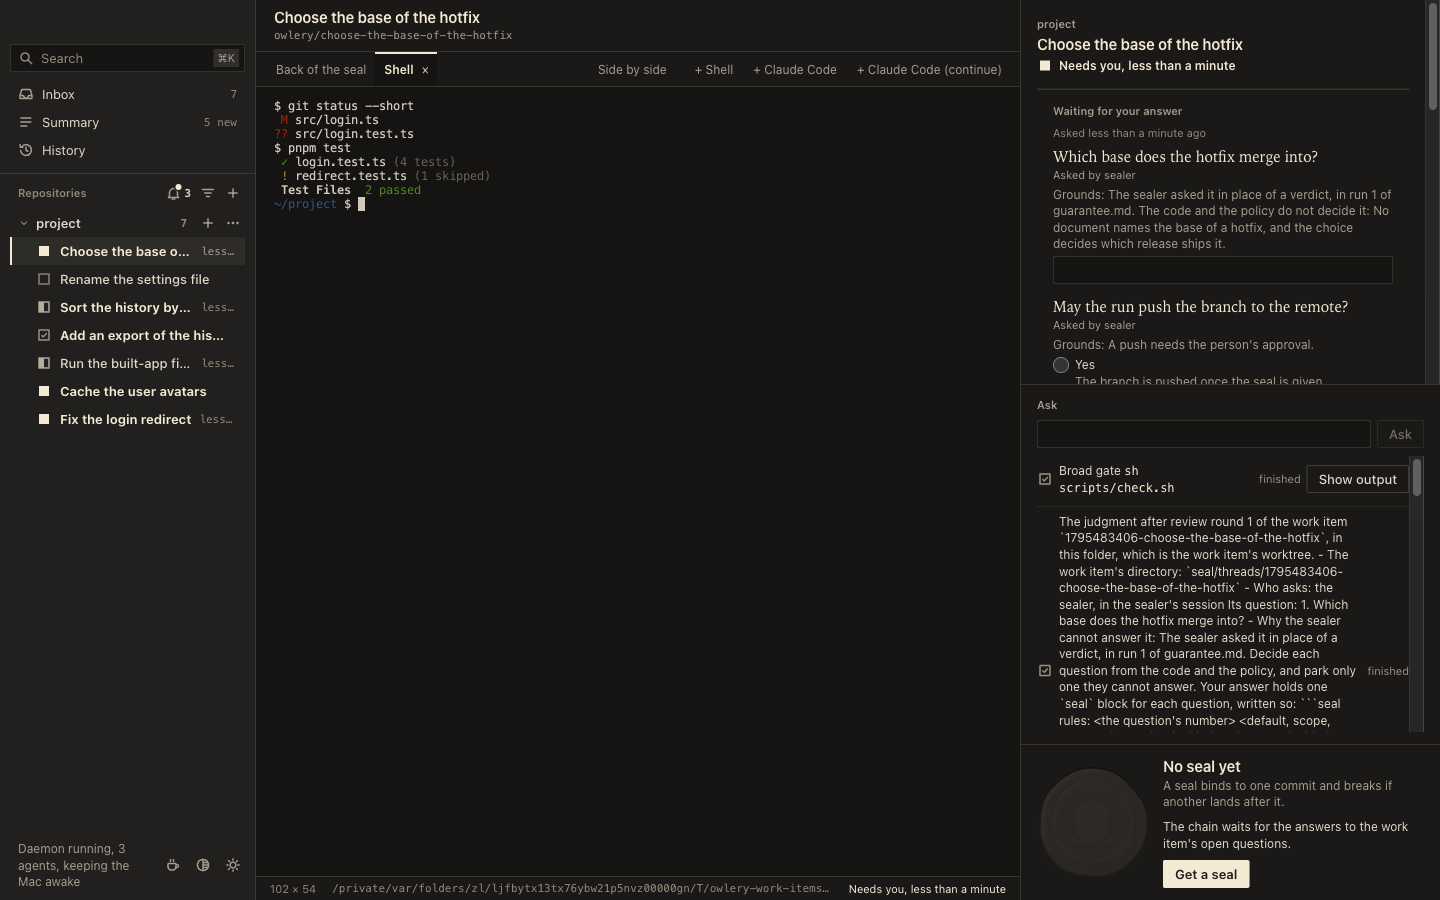 Search ⌘K
Inbox 7
Summary 5 new
History
Repositories 3
project 7
Choose the base o... less…
Rename the settings file
Sort the history by... less…
Add an export of the his...
Run the built-app fi... less…
Cache the user avatars
Fix the login redirect less…
Daemon running, 3
agents, keeping the
Mac awake
Choose the base of the hotfix
owlery/choose-the-base-of-the-hotfix
Back of the seal Shell × Side by side + Shell + Claude Code + Claude Code (continue)
$ git status --short
M src/login.ts
?? src/login.test.ts
$ pnpm test
✓ login.test.ts (4 tests)
! redirect.test.ts (1 skipped)
Test Files 2 passed
~/project $
102 × 54 /private/var/folders/zl/ljfbytx13tx76ybw21p5nvz00000gn/T/owlery-work-items… Needs you, less than a minute
project
Choose the base of the hotfix
Needs you, less than a minute
Waiting for your answer
Asked less than a minute ago
Which base does the hotfix merge into?
Asked by sealer
Grounds: The sealer asked it in place of a verdict, in run 1 of
guarantee.md. The code and the policy do not decide it: No
document names the base of a hotfix, and the choice
decides which release ships it.
May the run push the branch to the remote?
Asked by sealer
Grounds: A push needs the person's approval.
Yes
The branch is pushed once the seal is given
Ask
Ask
Broad gate sh
scripts/check.sh
finished Show output
The judgment after review round 1 of the work item
`1795483406-choose-the-base-of-the-hotfix`, in
this folder, which is the work item's worktree. - The
work item's directory: `seal/threads/1795483406-
choose-the-base-of-the-hotfix` - Who asks: the
sealer, in the sealer's session Its question: 1. Which
base does the hotfix merge into? - Why the sealer
cannot answer it: The sealer asked it in place of a
verdict, in run 1 of guarantee.md. Decide each
question from the code and the policy, and park only finished
one they cannot answer. Your answer holds one
`seal` block for each question, written so: ```seal
rules: <the question's number> <default, scope,
No seal yet
A seal binds to one commit and breaks if
another lands after it.
The chain waits for the answers to the work
item's open questions.
Get a seal